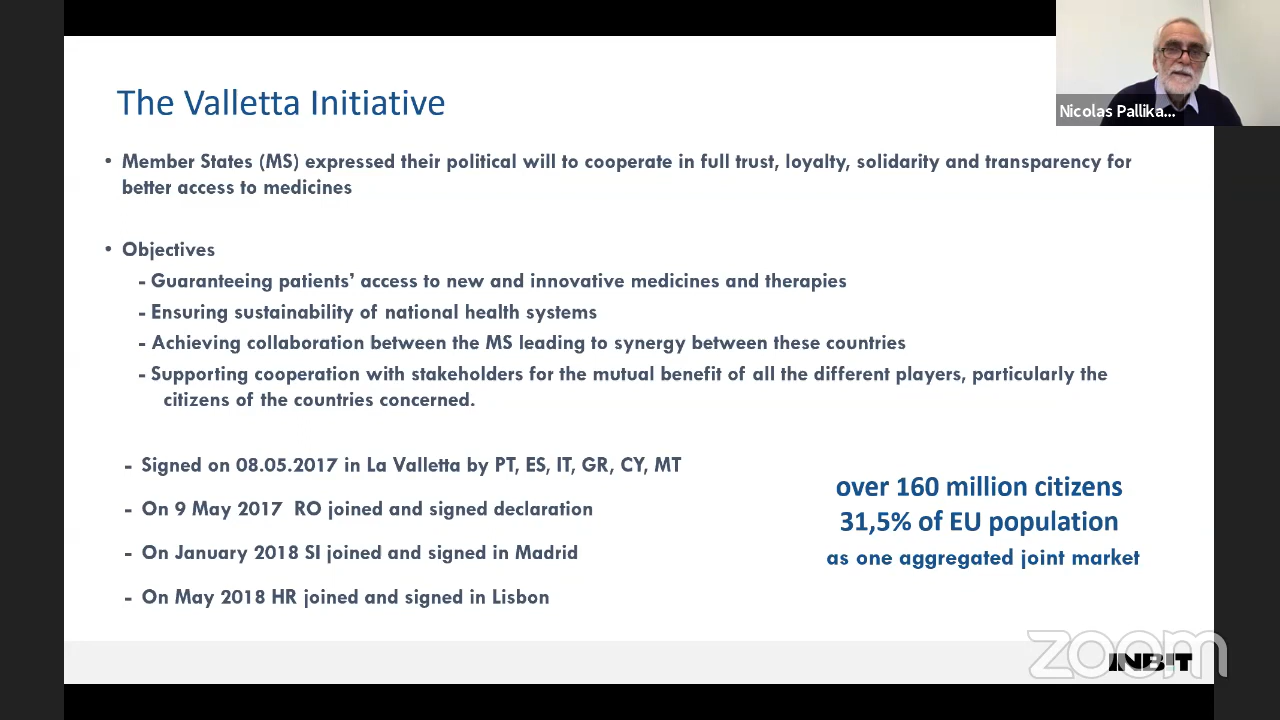 The Valletta Initiative
Nicolas Pallika...
• Member States (MS) expressed their political will to cooperate in full trust, loyalty, solidarity and transparency for
better access to medicines
• Objectives
- Guaranteeing patients’ access to new and innovative medicines and therapies
- Ensuring sustainability of national health systems
- Achieving collaboration between the MS leading to synergy between these countries
- Supporting cooperation with stakeholders for the mutual benefit of all the different players, particularly the
citizens of the countries concerned.
- Signed on 08.05.2017 in La Valletta by PT, ES, IT, GR, CY, MT
- On 9 May 2017 RO joined and signed declaration
- On January 2018 SI joined and signed in Madrid
- On May 2018 HR joined and signed in Lisbon
over 160 million citizens
31,5% of EU population
as one aggregated joint market
zoom
INB!T